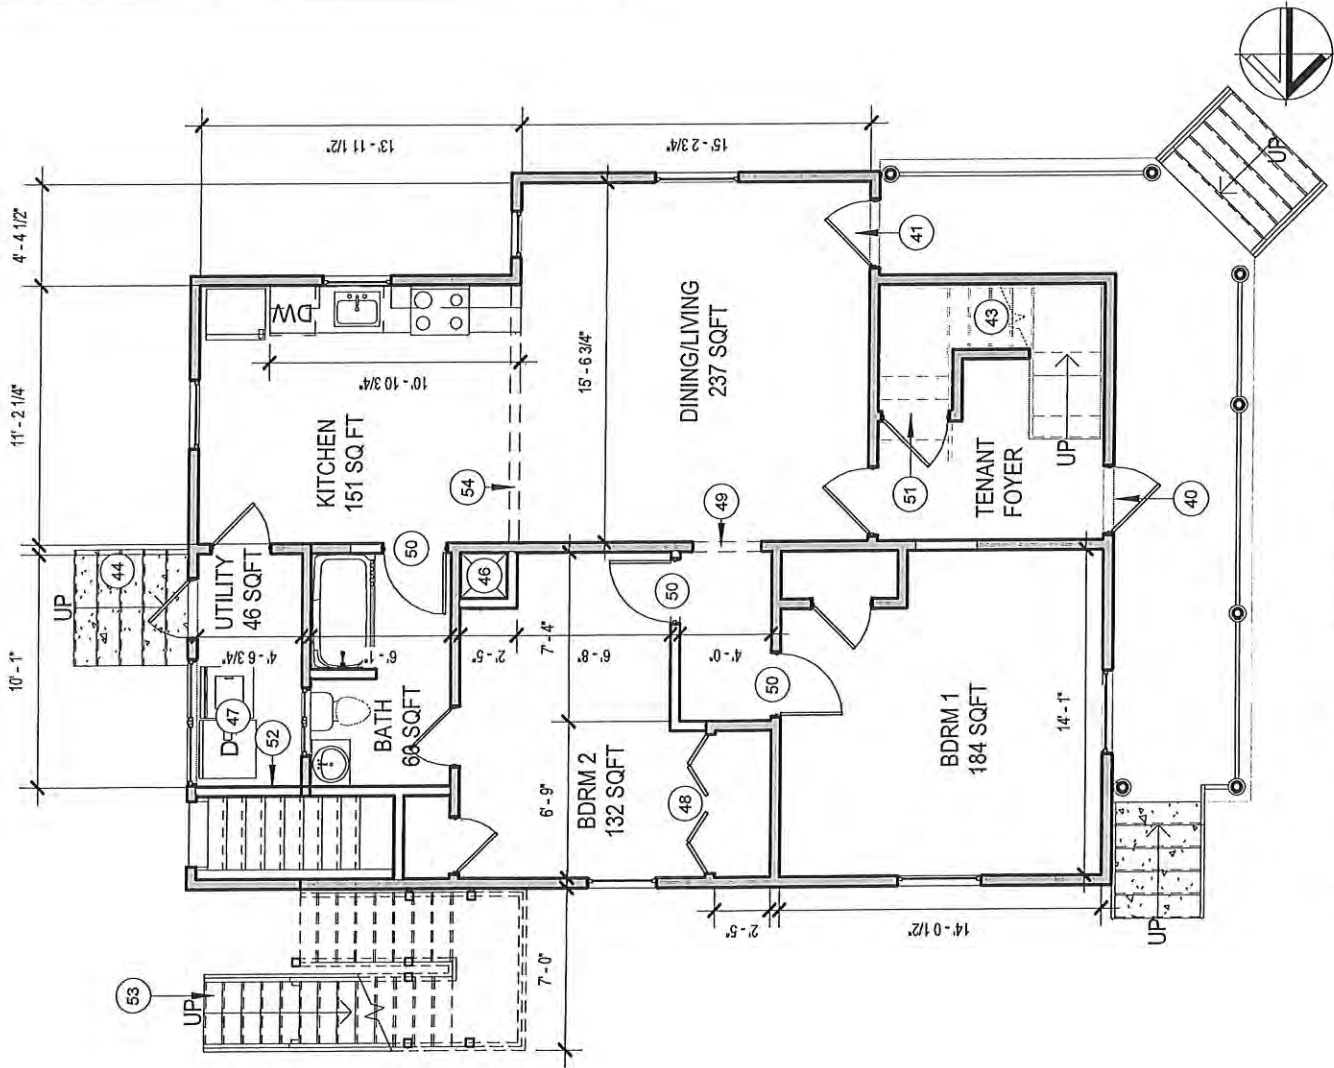 4' - 4 1/2"
11' - 2 1/4"
10' - 1"
13' - 11 1/2"
15' - 2 3/4"
UP
44
DW
KITCHEN
151 SQ FT
10' - 10 3/4"
15' - 6 3/4"
DINING/LIVING
237 SQFT
41
UP
43
UTILITY
46 SQFT
4' - 6 3/4"
47
D
52
50
6' - 1"
BATH
60 SQFT
46
54
49
51
TENANT
FOYER
UP
40
2' - 5"
7' - 4"
6' - 8"
4' - 0"
50
50
BDRM 2
132 SQFT
6' - 9"
48
BDRM 1
184 SQFT
14' - 1"
2' - 5"
14' - 0 1/2"
7' - 0"
53
UP
UP